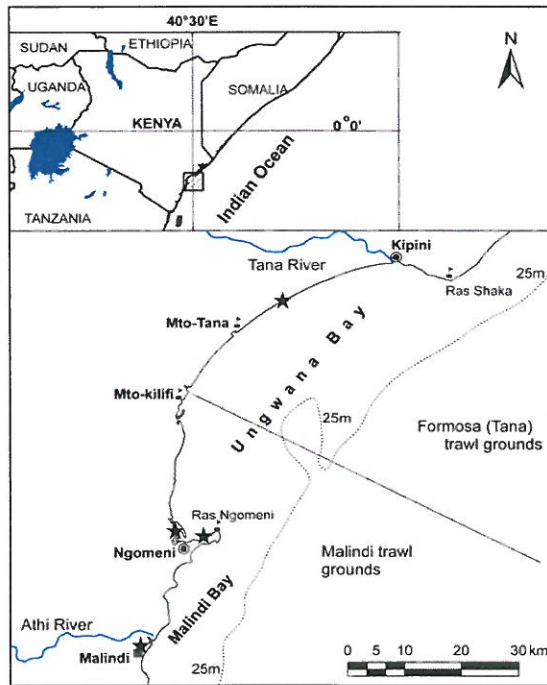 40°30'E
SUDAN
ETHIOPIA
N
UGANDA
SOMALIA
KENYA
0°0'
Indian Ocean
TANZANIA
Kipini
Tana River
25m
Ras Shaka
Mto-Tana
Ungwana Bay
Mto-kilifi
25m
Formosa (Tana)
trawl grounds
Ras Ngomeni
Ngomeni
Malindi trawl
grounds
Malindi Bay
Athi River
Malindi
25m
0 5 10 20 30 km